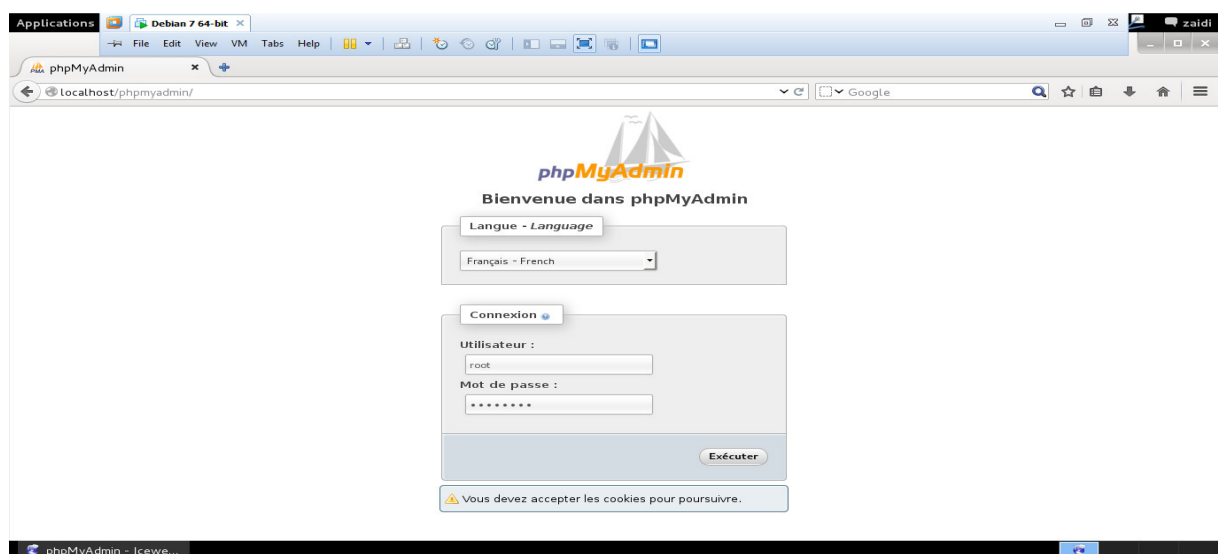 Applications Debian 7 64-bit zaidi
File Edit View VM Tabs Help
phpMyAdmin
localhost/phpmyadmin/ Google
phpMyAdmin
Bienvenue dans phpMyAdmin
Langue - Language
Français - French
Connexion
Utilisateur :
root
Mot de passe :
••••••••
Exécuter
Vous devez accepter les cookies pour poursuivre.
phpMyAdmin - Icewe...